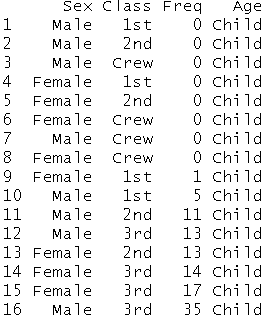 Sex Class Freq Age
1 Male 1st 0 Child
2 Male 2nd 0 Child
3 Male Crew 0 Child
4 Female 1st 0 Child
5 Female 2nd 0 Child
6 Female Crew 0 Child
7 Male Crew 0 Child
8 Female Crew 0 Child
9 Female 1st 1 Child
10 Male 1st 5 Child
11 Male 2nd 11 Child
12 Male 3rd 13 Child
13 Female 2nd 13 Child
14 Female 3rd 14 Child
15 Female 3rd 17 Child
16 Male 3rd 35 Child